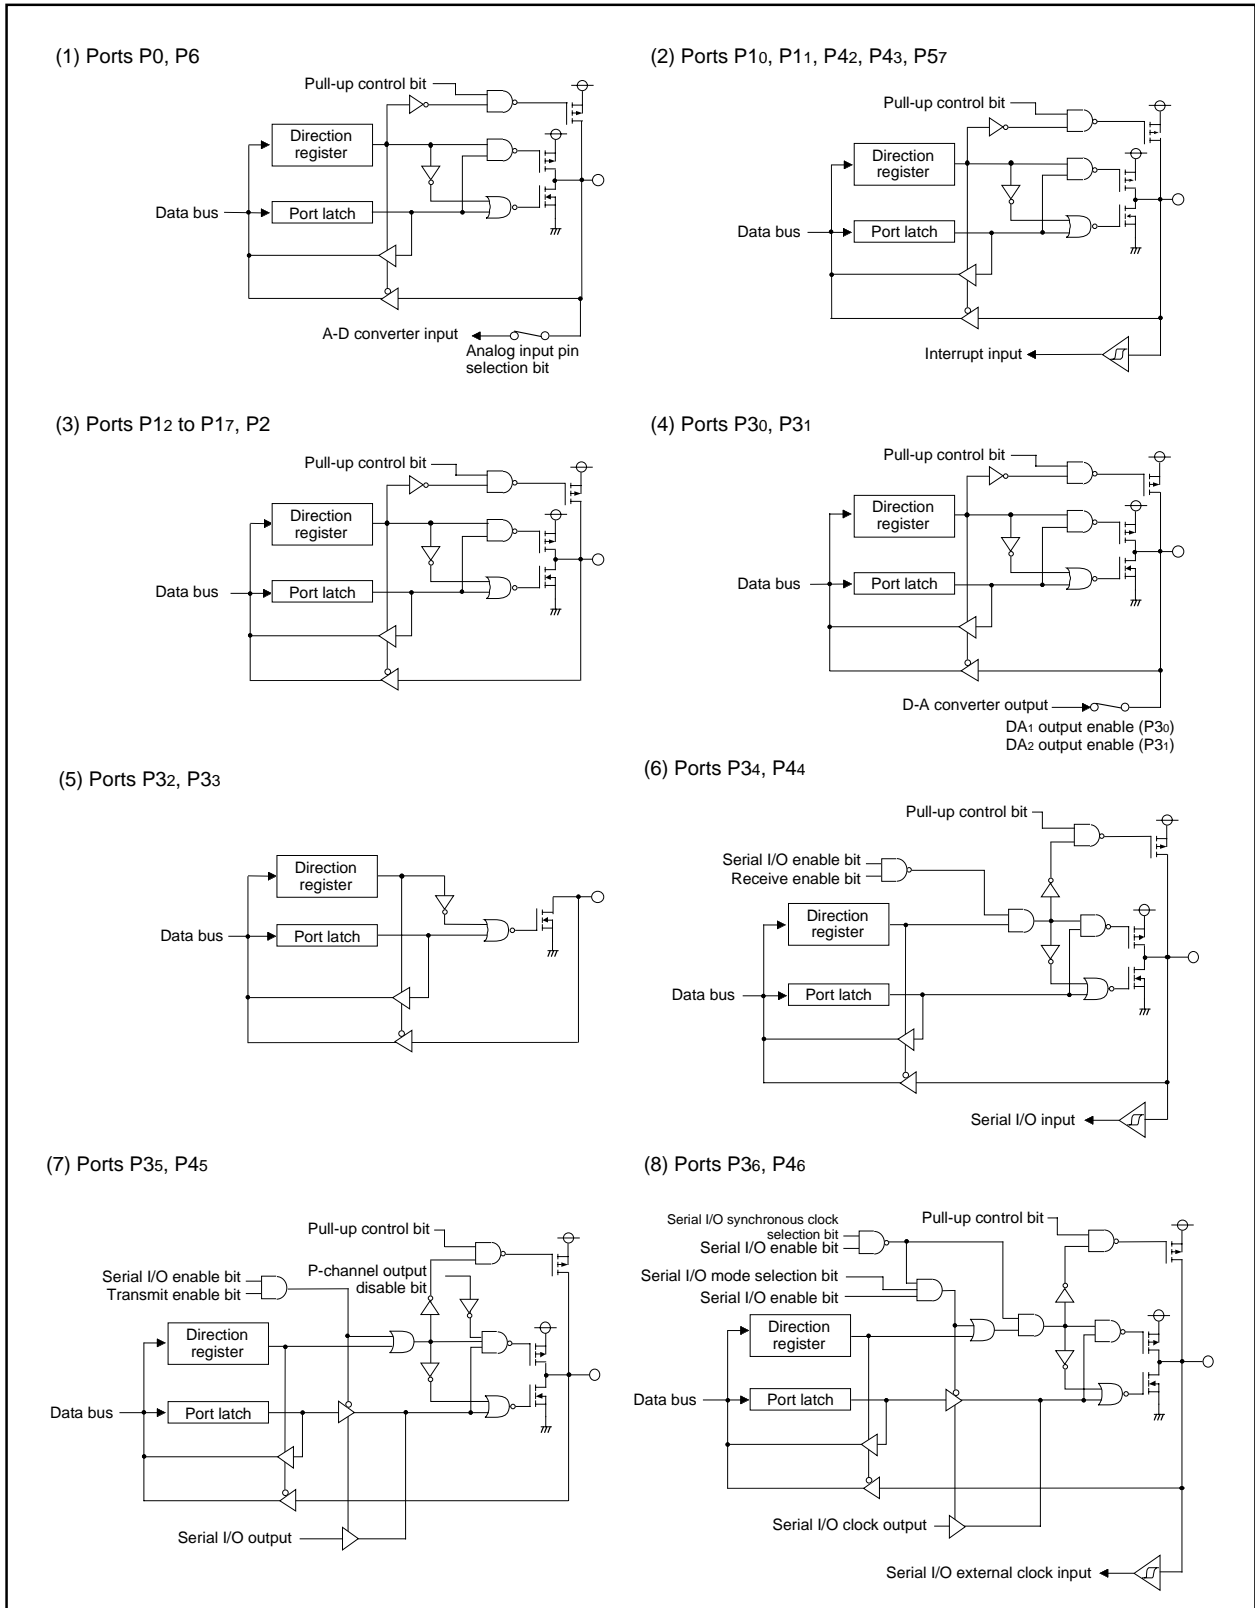 (1) Ports P0, P6
Pull-up control bit
Direction
register
Data bus
Port latch
A-D converter input
Analog input pin
selection bit
(2) Ports P10, P11, P42, P43, P57
Pull-up control bit
Direction
register
Data bus
Port latch
Interrupt input
(3) Ports P12 to P17, P2
Pull-up control bit
Direction
register
Data bus
Port latch
(4) Ports P30, P31
Pull-up control bit
Direction
register
Data bus
Port latch
D-A converter output
DA1 output enable (P30)
DA2 output enable (P31)
(5) Ports P32, P33
Direction
register
Data bus
Port latch
(6) Ports P34, P44
Pull-up control bit
Serial I/O enable bit
Receive enable bit
Direction
register
Data bus
Port latch
Serial I/O input
(7) Ports P35, P45
Pull-up control bit
Serial I/O enable bit
Transmit enable bit
P-channel output
disable bit
Direction
register
Data bus
Port latch
Serial I/O output
(8) Ports P36, P46
Serial I/O synchronous clock
selection bit
Serial I/O enable bit
Pull-up control bit
Serial I/O mode selection bit
Serial I/O enable bit
Direction
register
Data bus
Port latch
Serial I/O clock output
Serial I/O external clock input